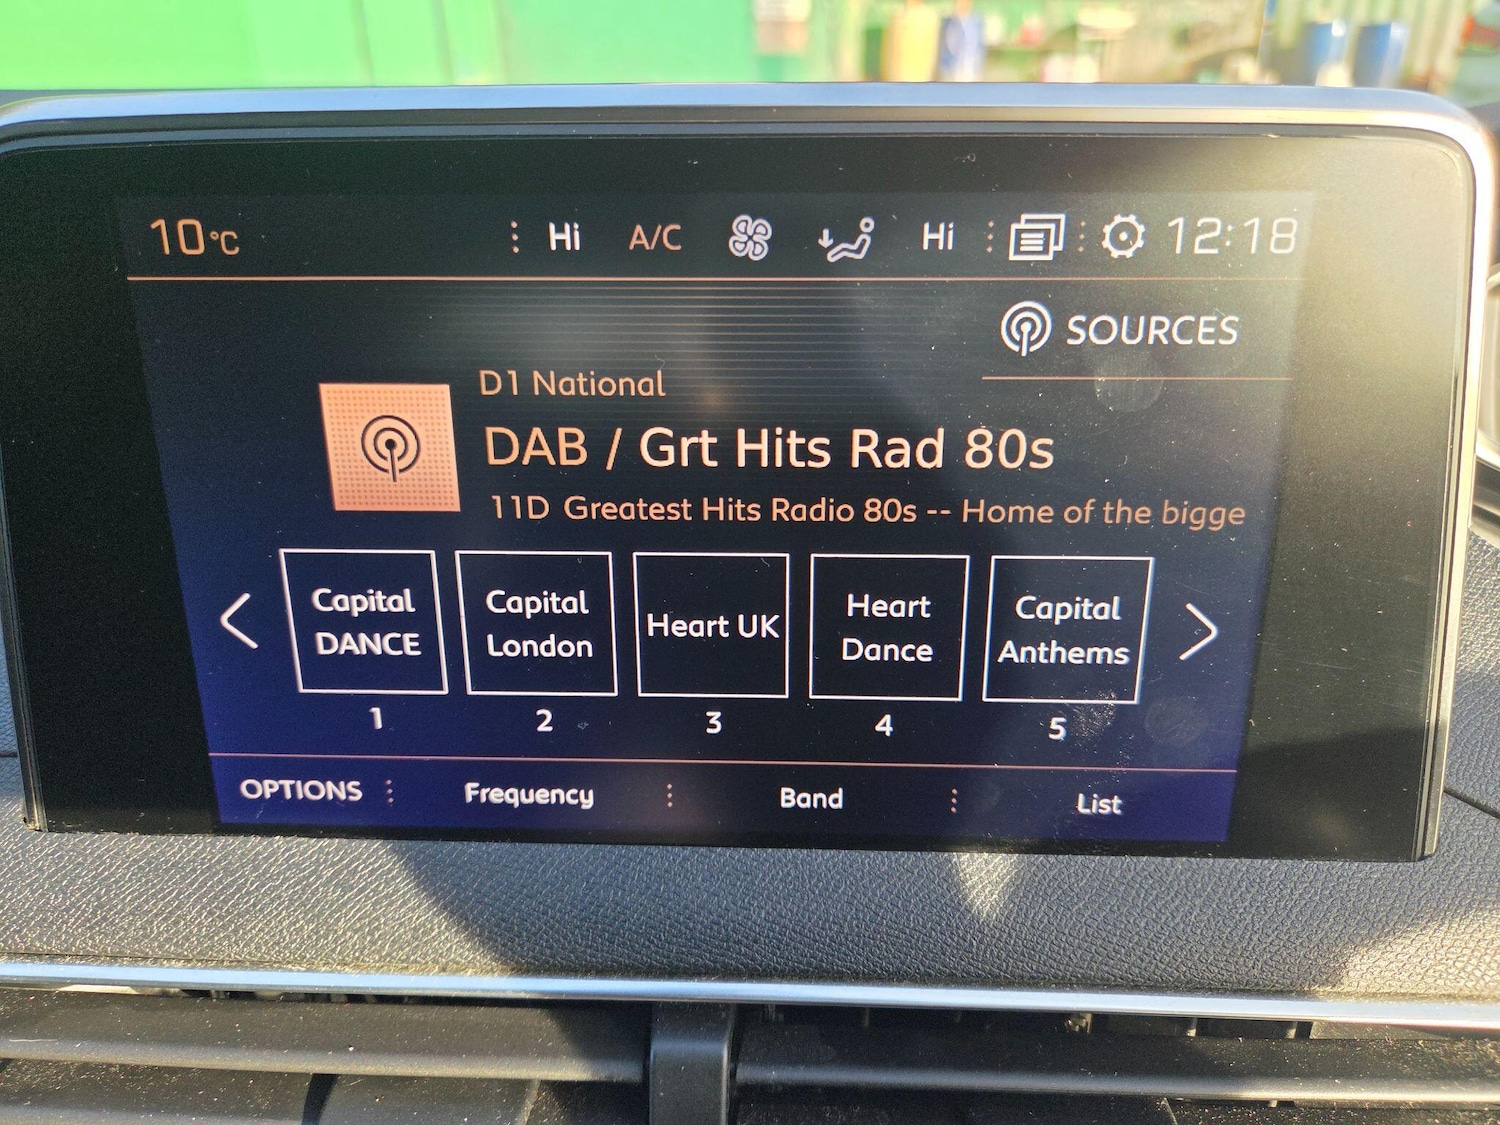 10°C Hi A/C Hi 12:18
SOURCES
D1 National
DAB / Grt Hits Rad 80s
11D Greatest Hits Radio 80s -- Home of the bigge
Capital
DANCE
Capital
London
Heart UK
Heart
Dance
Capital
Anthems
1 2 3 4 5
OPTIONS Frequency Band List